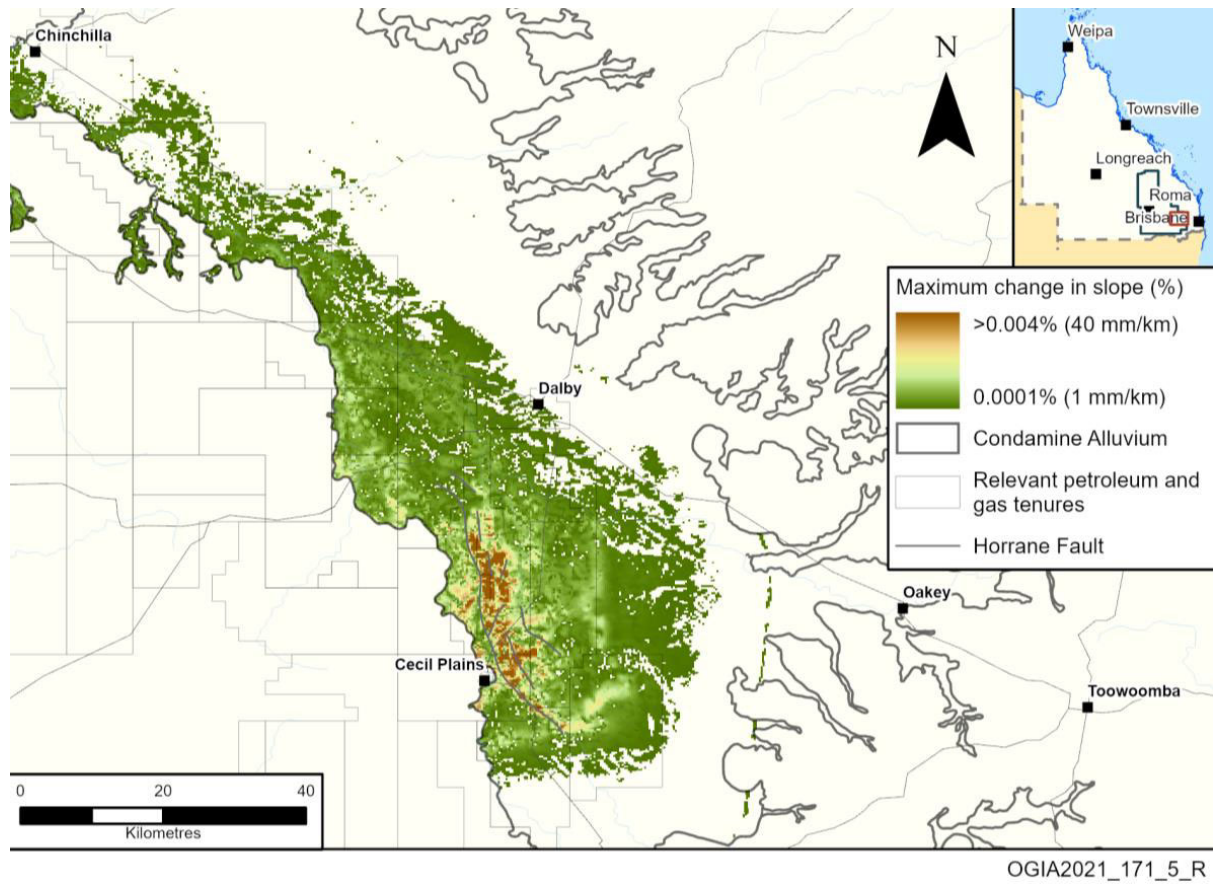 Chinchilla
N
Weipa
Townsville
Longreach
Roma
Brisbane
Maximum change in slope (%)
>0.004% (40 mm/km)
0.0001% (1 mm/km)
Condamine Alluvium
Relevant petroleum and
gas tenures
Horrane Fault
Dalby
Oakey
Cecil Plains
Toowoomba
0 20 40
Kilometres
OGIA2021_171_5_R